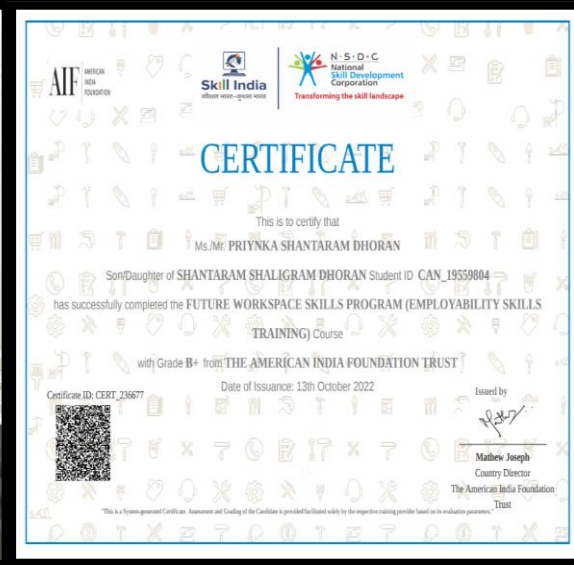 AIF AMERICAN INDIA FOUNDATION
Skill India
कौशल भारत-कुशल भारत
N·S·D·C
National
Skill Development
Corporation
Transforming the skill landscape
CERTIFICATE
This is to certify that
Ms./Mr. PRIYNKA SHANTARAM DHORAN
Son/Daughter of SHANTARAM SHALIGRAM DHORAN Student ID CAN_19559804
has successfully completed the FUTURE WORKSPACE SKILLS PROGRAM (EMPLOYABILITY SKILLS
TRAINING) Course
with Grade B+ from THE AMERICAN INDIA FOUNDATION TRUST
Date of Issuance: 13th October 2022
Certificate ID: CERT_236677
Issued by
Mathew Joseph
Country Director
The American India Foundation
Trust
"This is a System-generated Certificate. Assessment and Grading of the Candidate is provided/facilitated solely by the respective training provider based on its evaluation parameters."